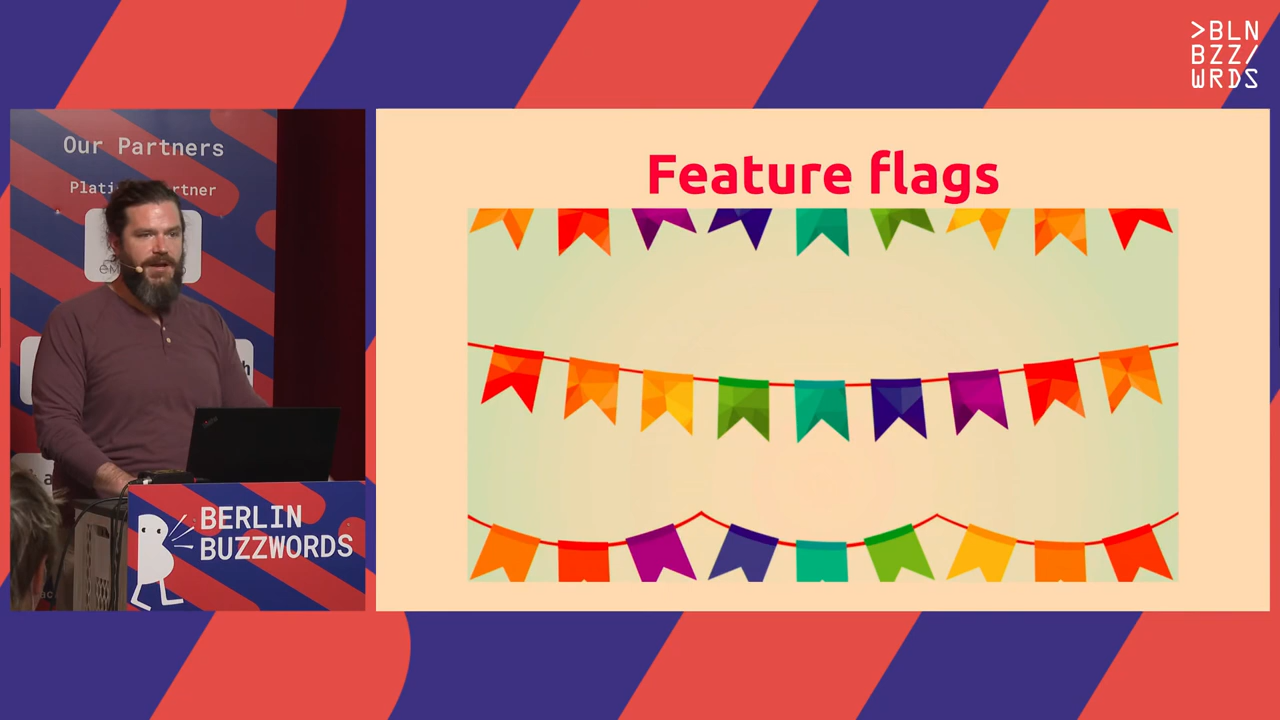 >BLN
BZZ/
WRDS
Our Partners
Feature flags
BERLIN
BUZZWORDS